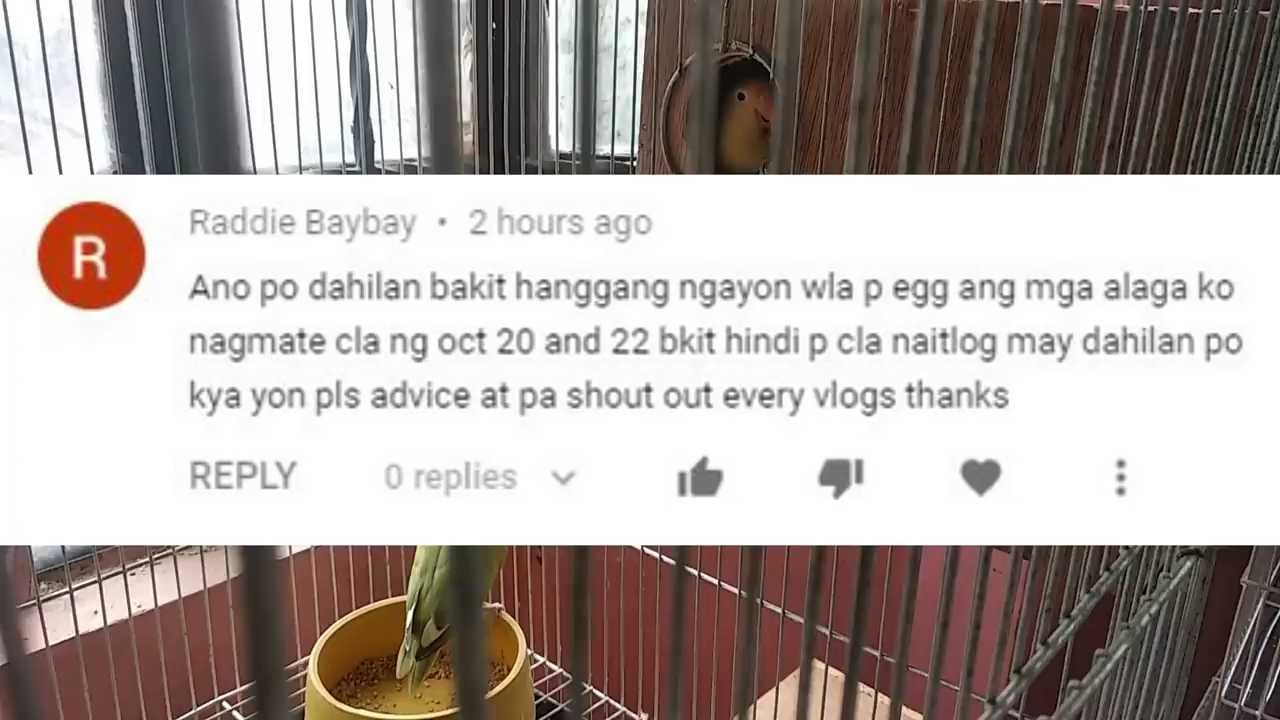 R
Raddie Baybay • 2 hours ago
Ano po dahilan bakit hanggang ngayon wla p egg ang mga alaga ko
nagmate cla ng oct 20 and 22 bkit hindi p cla naitlog may dahilan po
kya yon pls advice at pa shout out every vlogs thanks
REPLY 0 replies